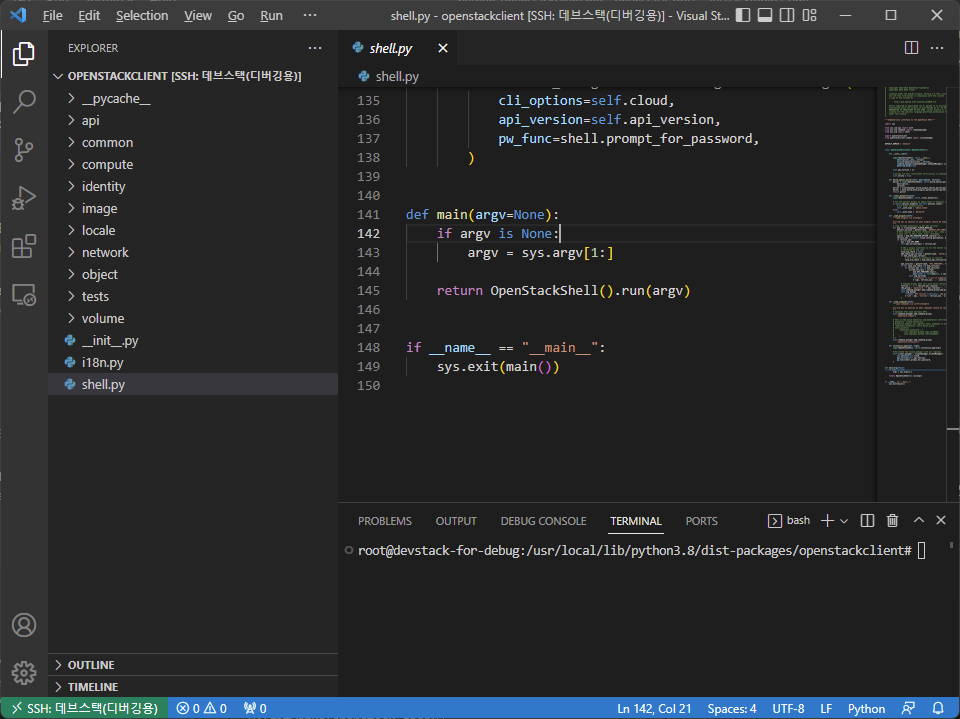 File Edit Selection View Go Run ··· shell.py - openstackclient [SSH: 데브스택(디버깅용)] - Visual St...
EXPLORER ···
OPENSTACKCLIENT [SSH: 데브스택(디버깅용)]
__pycache__
api
common
compute
identity
image
locale
network
object
tests
volume
__init__.py
i18n.py
shell.py
OUTLINE
TIMELINE
shell.py
shell.py
135 cli_options=self.cloud,
136 api_version=self.api_version,
137 pw_func=shell.prompt_for_password,
138 )
139
140
141 def main(argv=None):
142 if argv is None:
143 argv = sys.argv[1:]
144
145 return OpenStackShell().run(argv)
146
147
148 if __name__ == "__main__":
149 sys.exit(main())
150
PROBLEMS OUTPUT DEBUG CONSOLE TERMINAL PORTS bash
root@devstack-for-debug:/usr/local/lib/python3.8/dist-packages/openstackclient#
SSH: 데브스택(디버깅용) 0 0 0 Ln 142, Col 21 Spaces: 4 UTF-8 LF Python